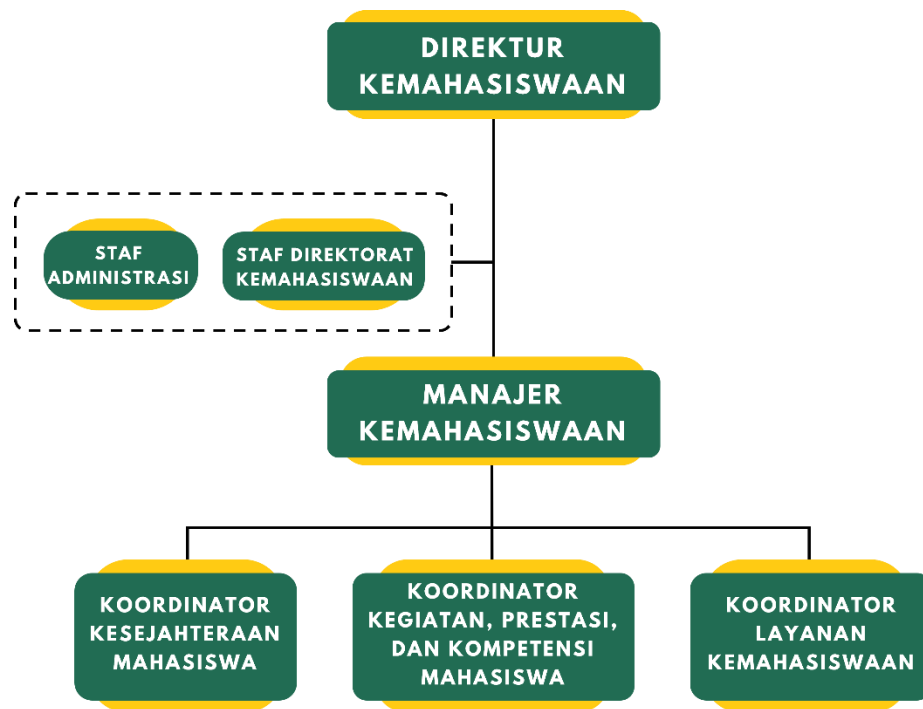 DIREKTUR
KEMAHASISWAAN
STAF
ADMINISTRASI
STAF DIREKTORAT
KEMAHASISWAAN
MANAJER
KEMAHASISWAAN
KOORDINATOR
KESEJAHTERAAN
MAHASISWA
KOORDINATOR
KEGIATAN, PRESTASI,
DAN KOMPETENSI
MAHASISWA
KOORDINATOR
LAYANAN
KEMAHASISWAAN